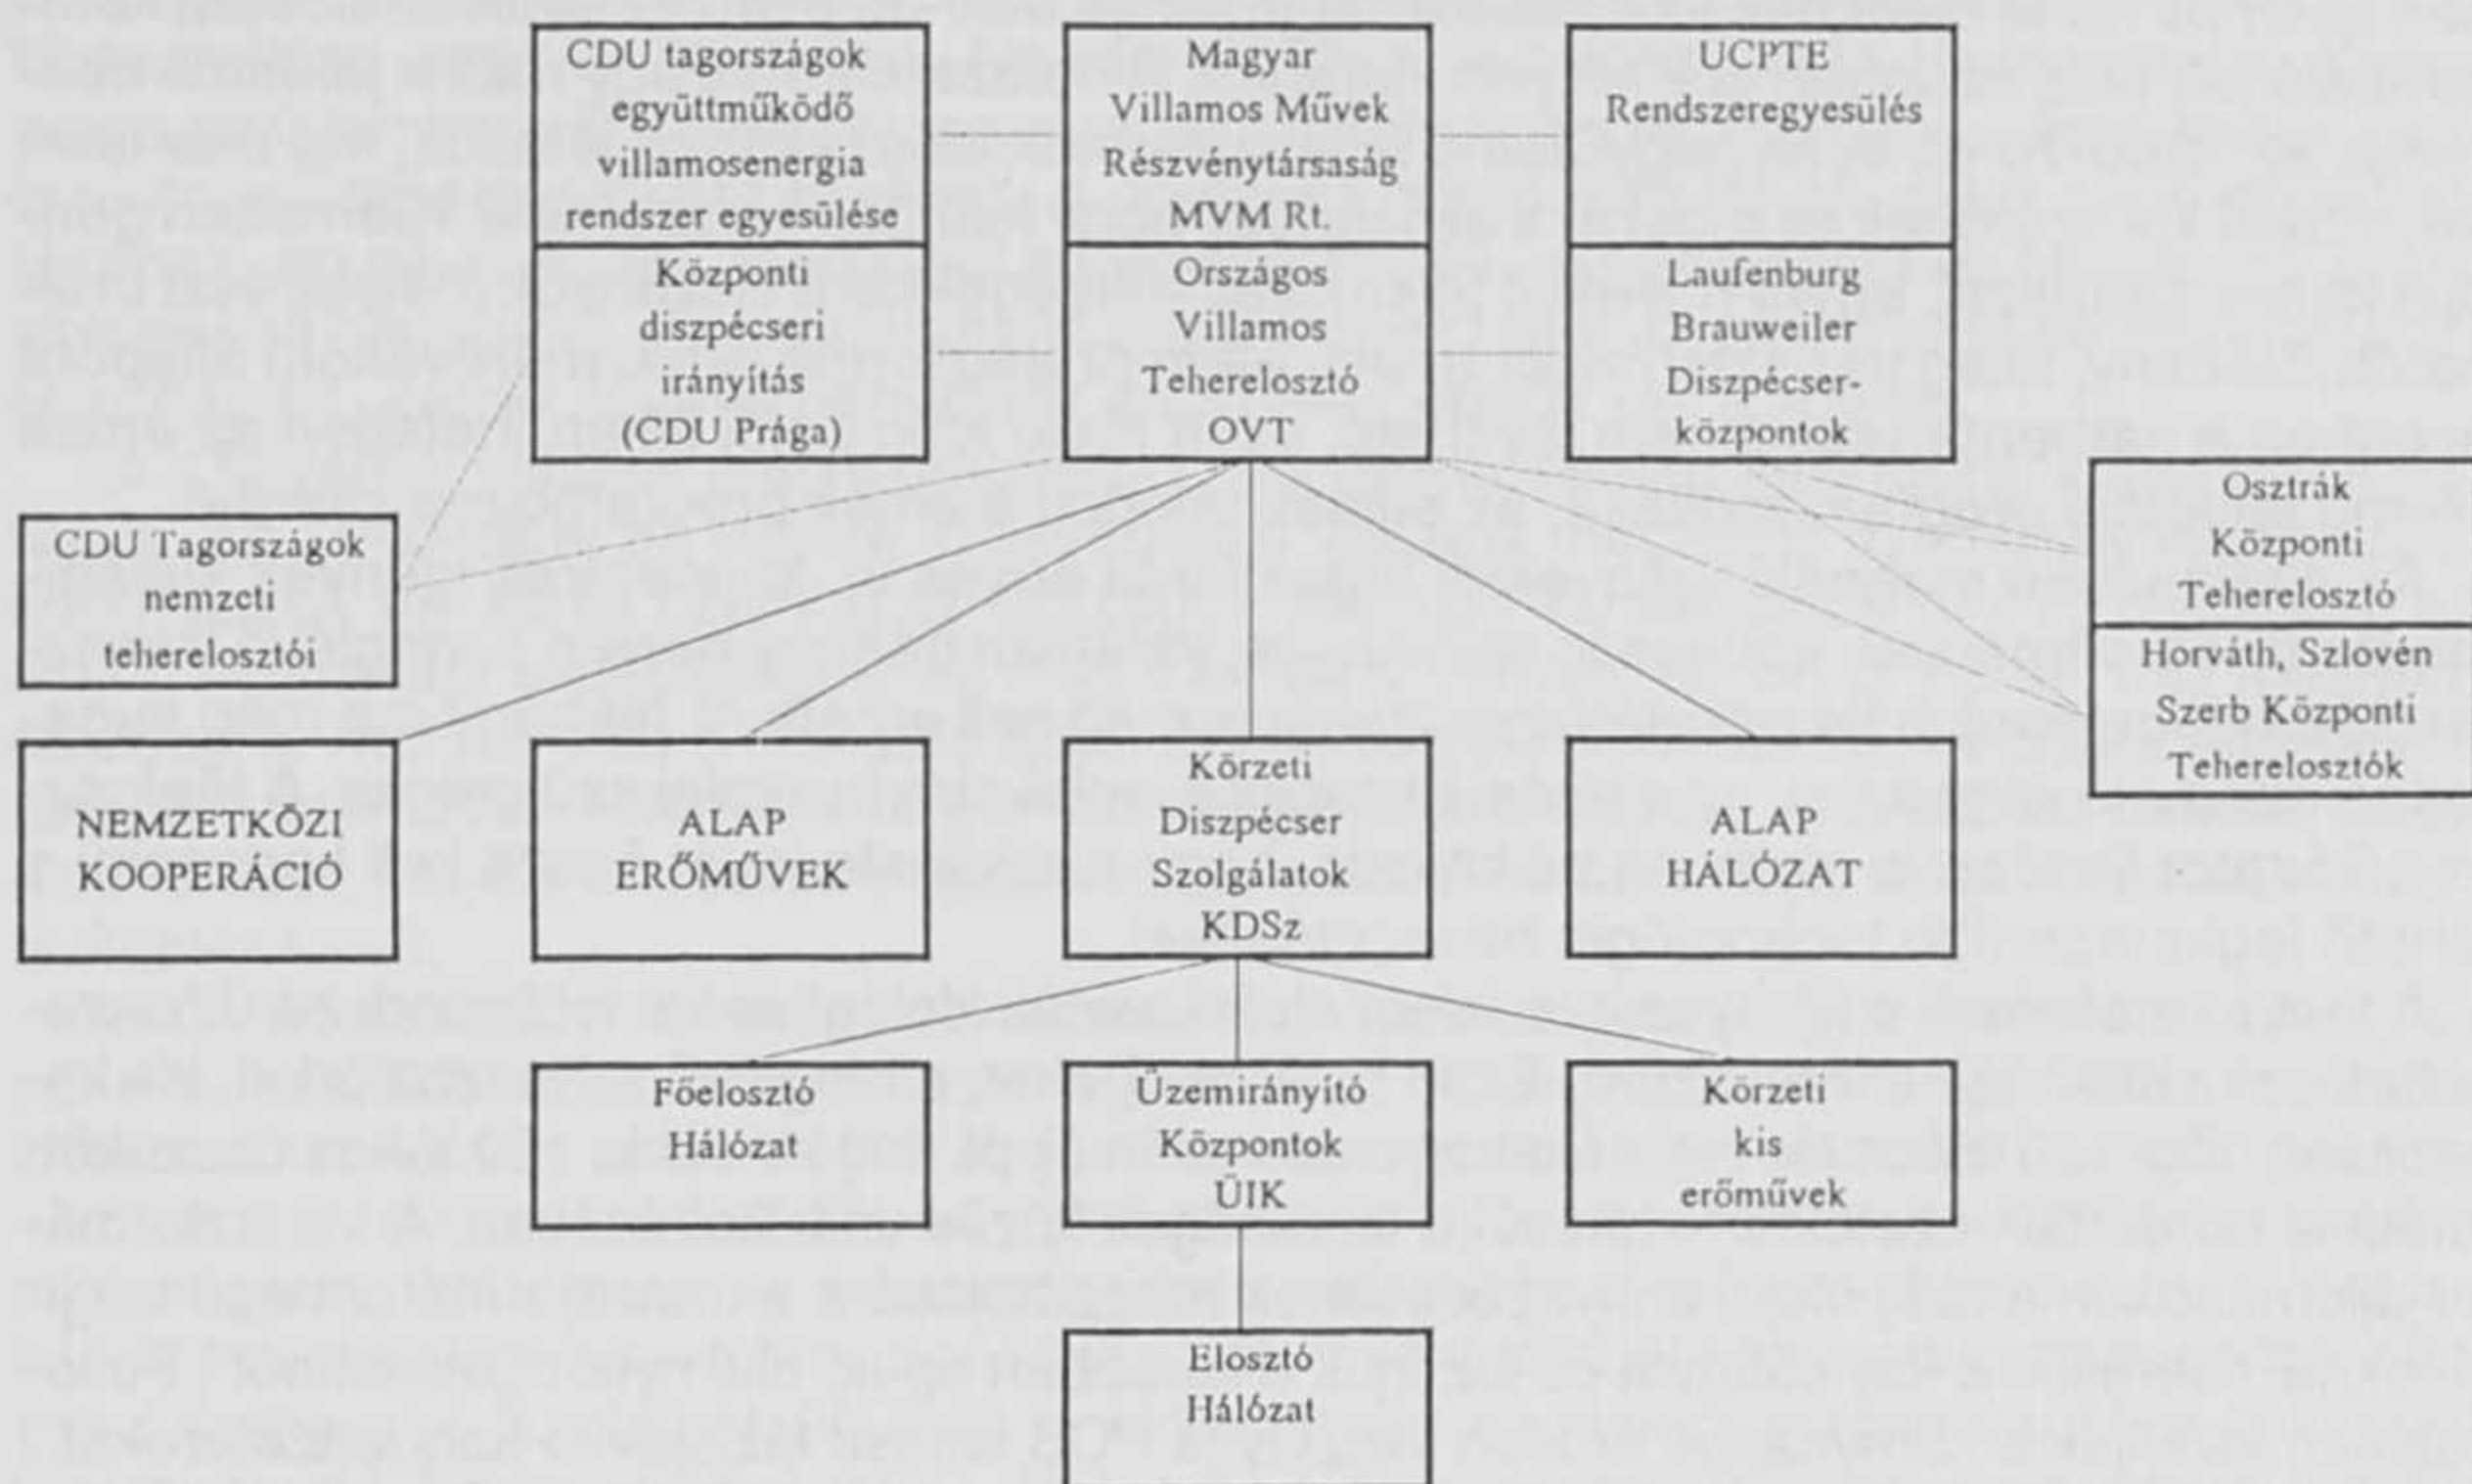 CDU tagországok
együttműködő
villamosenergia
rendszer egyesülése
Központi
diszpécseri
irányítás
(CDU Prága)
Magyar
Villamos Művek
Részvénytársaság
MVM Rt.
Országos
Villamos
Teherelosztó
OVT
UCPTE
Rendszeregyesülés
Laufenburg
Brauweiler
Diszpécser-
központok
CDU Tagországok
nemzeti
teherelosztói
Osztrák
Központi
Teherelosztó
Horváth, Szlovén
Szerb Központi
Teherelosztók
NEMZETKÖZI
KOOPERÁCIÓ
ALAP
ERŐMŰVEK
Körzeti
Diszpécser
Szolgálatok
KDSz
ALAP
HÁLÓZAT
Főelosztó
Hálózat
Üzemirányító
Központok
ÜIK
Körzeti
kis
erőművek
Elosztó
Hálózat